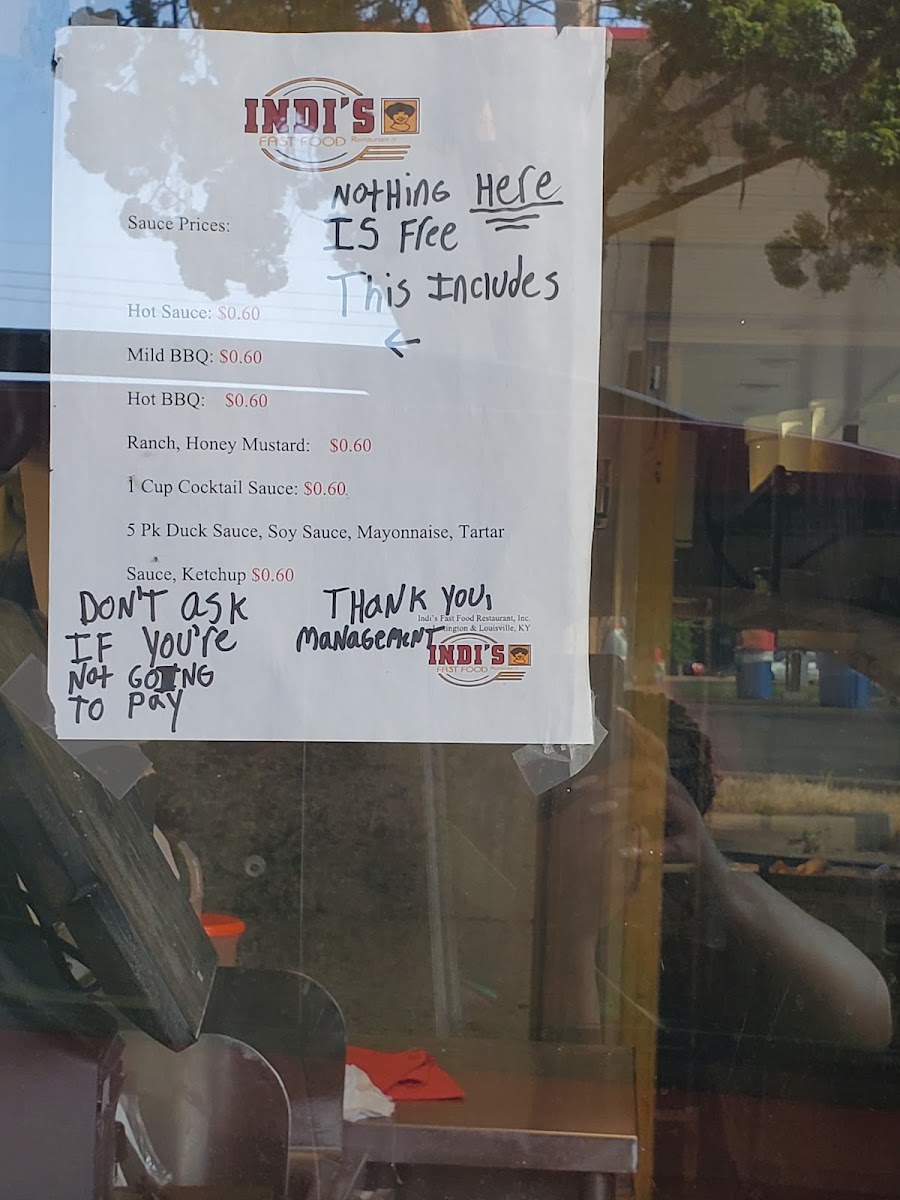 INDI'S
FAST FOOD Restaurant
NOTHING HERE
IS Free
This Includes
←
Sauce Prices:
Hot Sauce: $0.60
Mild BBQ: $0.60
Hot BBQ: $0.60
Ranch, Honey Mustard: $0.60
1 Cup Cocktail Sauce: $0.60
5 Pk Duck Sauce, Soy Sauce, Mayonnaise, Tartar
Sauce, Ketchup $0.60
DON'T ask
IF You're
Not GOING
TO Pay
THANK YOU,
MANAGEMENT
Indi's Fast Food Restaurant, Inc.
& Louisville, KY
INDI'S
FAST FOOD